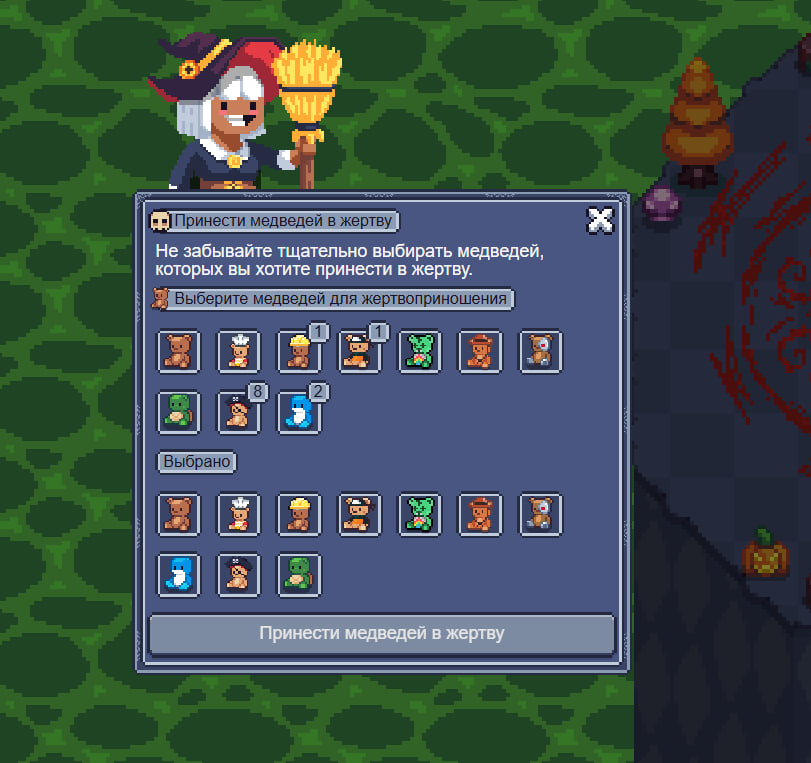 Принести медведей в жертву
Не забывайте тщательно выбирать медведей,
которых вы хотите принести в жертву.
Выберите медведей для жертвоприношения
1
1
8
2
Выбрано
Принести медведей в жертву